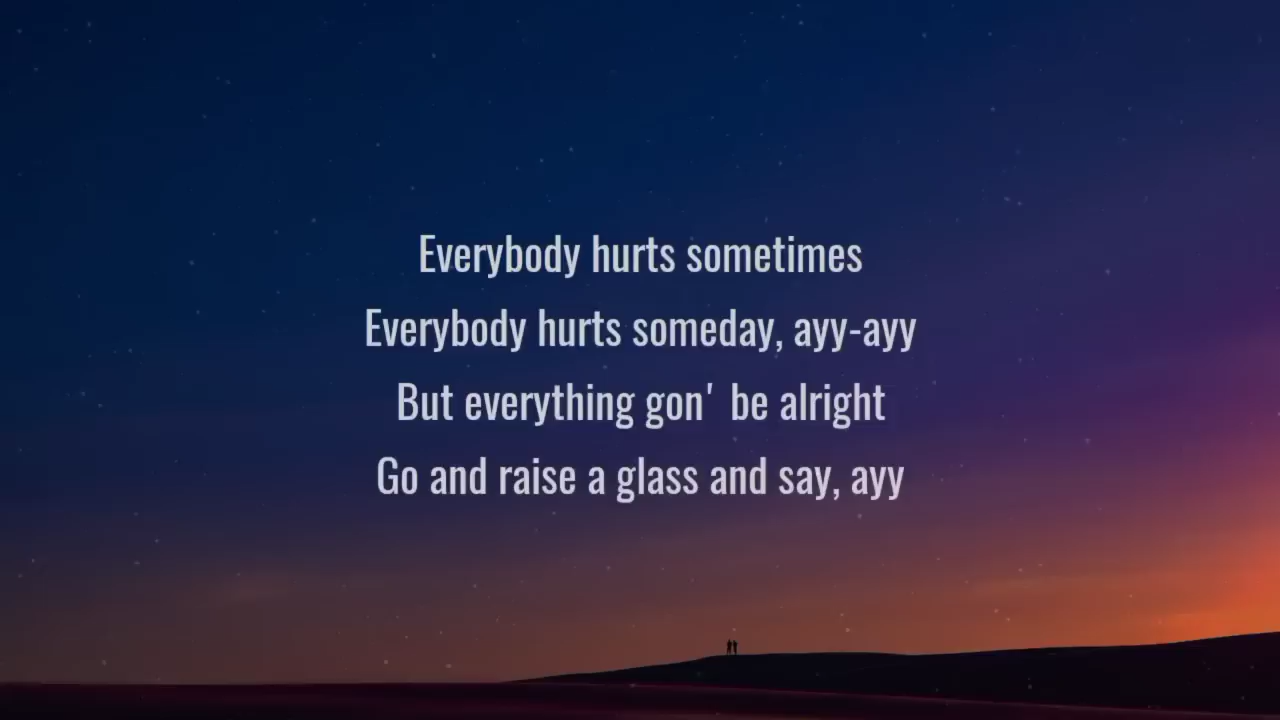 Everybody hurts sometimes
Everybody hurts someday, ayy-ayy
But everything gon' be alright
Go and raise a glass and say, ayy